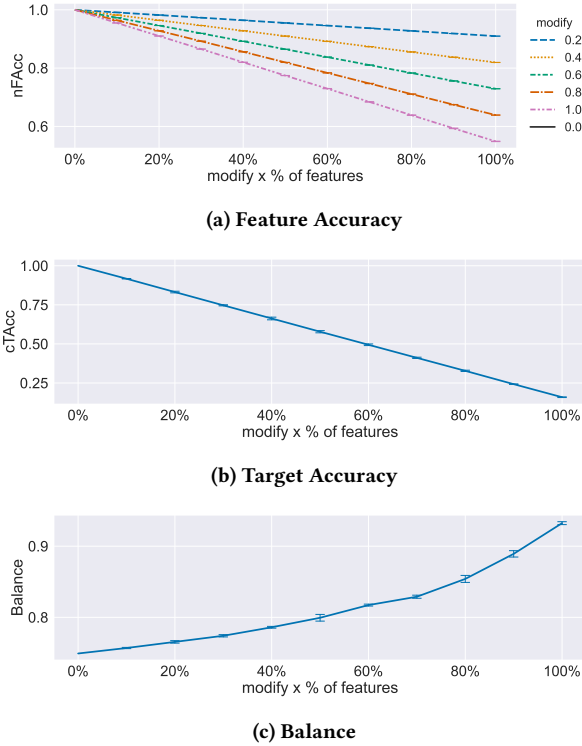 1.0
0.8
0.6
nFAcc
0% 20% 40% 60% 80% 100%
modify x % of features
modify
0.2
0.4
0.6
0.8
1.0
0.0
(a) Feature Accuracy
1.00
0.75
0.50
0.25
cTAcc
0% 20% 40% 60% 80% 100%
modify x % of features
(b) Target Accuracy
0.9
0.8
Balance
0% 20% 40% 60% 80% 100%
modify x % of features
(c) Balance